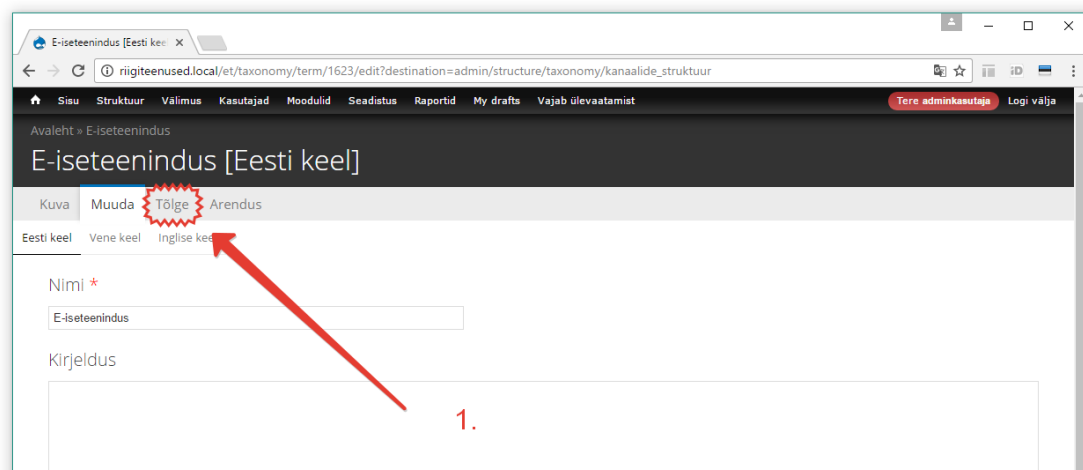 E-iseteenindus [Eesti kee
riigiteenused.local/et/taxonomy/term/1623/edit?destination=admin/structure/taxonomy/kanaalide_struktuur
Sisu Struktuur Välimus Kasutajad Moodulid Seadistus Raportid My drafts Vajab ülevaatamist Tere adminkasutaja Logi välja
Avaleht » E-iseteenindus
E-iseteenindus [Eesti keel]
Kuva Muuda Tõlge Arendus
Eesti keel Vene keel Inglise kee
Nimi *
E-iseteenindus
Kirjeldus
1.